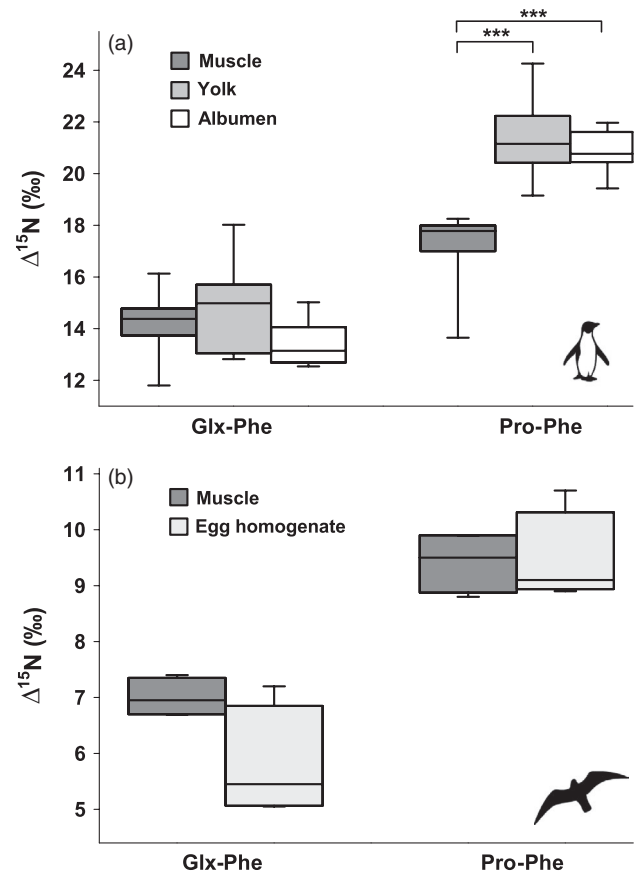 (a)
Muscle
Yolk
Albumen
***
***
24
22
20
18
16
14
12
Δ15N (‰)
Glx-Phe Pro-Phe
(b)
Muscle
Egg homogenate
11
10
9
8
7
6
5
Δ15N (‰)
Glx-Phe Pro-Phe